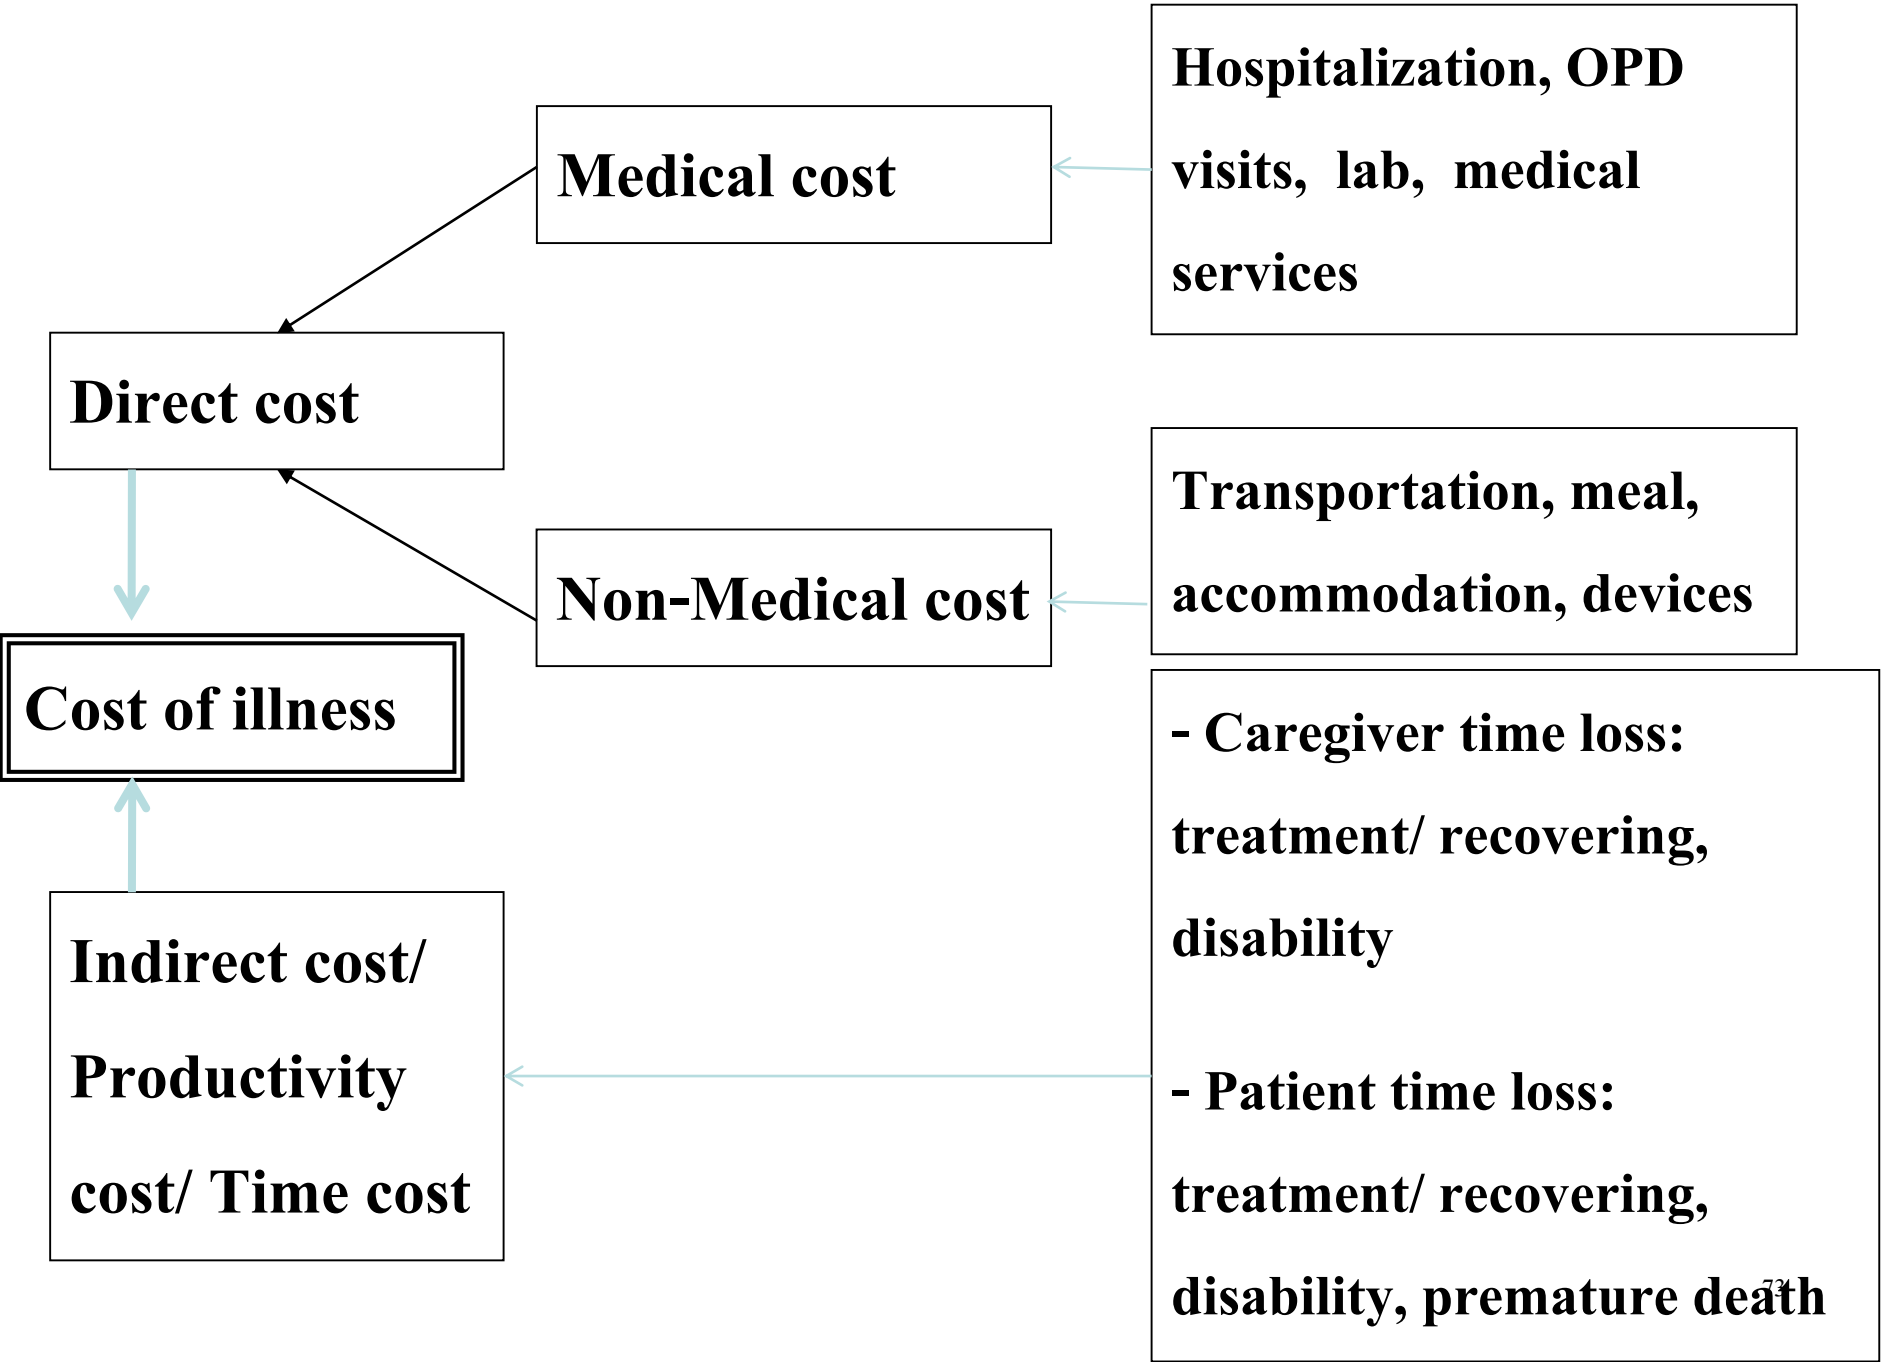 Hospitalization, OPD
visits, lab, medical
services
Medical cost
Direct cost
Transportation, meal,
accommodation, devices
Non-Medical cost
Cost of illness
- Caregiver time loss:
treatment/ recovering,
disability
- Patient time loss:
treatment/ recovering,
disability, premature death
Indirect cost/
Productivity
cost/ Time cost
73